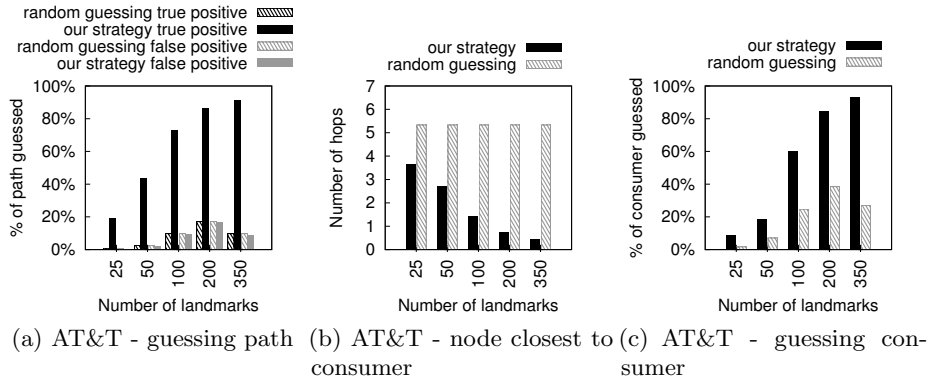 random guessing true positive
our strategy true positive
random guessing false positive
our strategy false positive
% of path guessed
100%
80%
60%
40%
20%
0%
25
50
100
200
350
Number of landmarks
(a) AT&T - guessing path
our strategy
random guessing
Number of hops
7
6
5
4
3
2
1
0
25
50
100
200
350
Number of landmarks
(b) AT&T - node closest to
consumer
our strategy
random guessing
% of consumer guessed
100%
80%
60%
40%
20%
0%
25
50
100
200
350
Number of landmarks
(c) AT&T - guessing con-
sumer